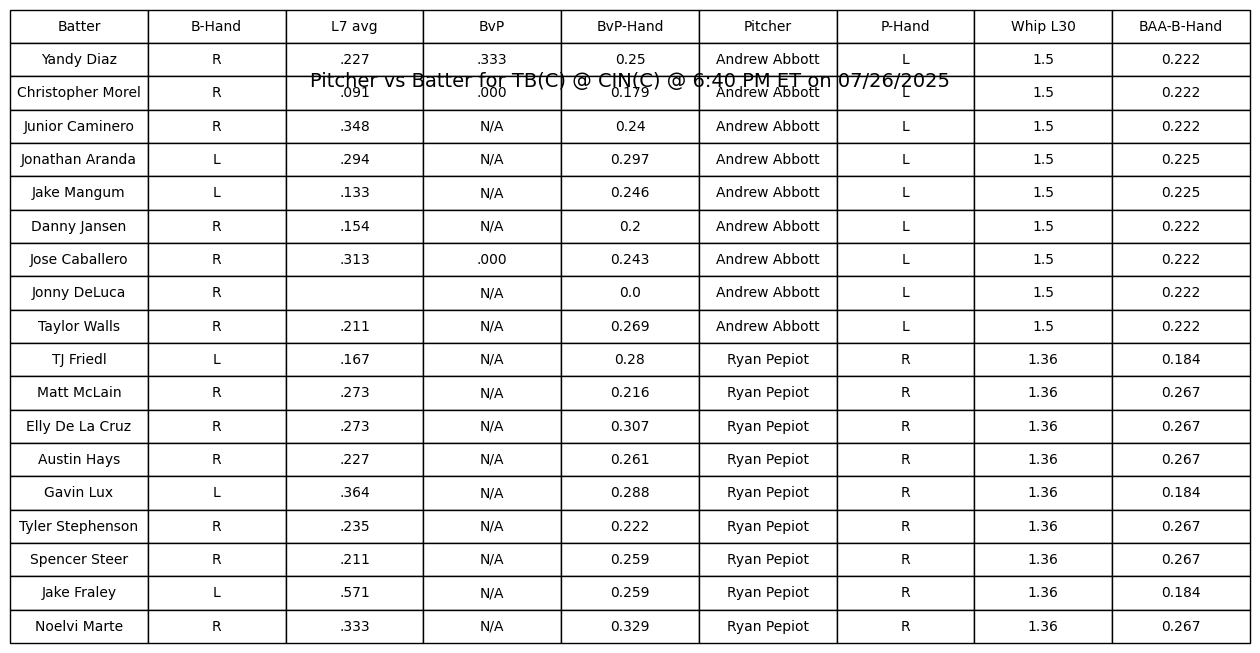 Batter B-Hand L7 avg BvP BvP-Hand Pitcher P-Hand Whip L30 BAA-B-Hand
Yandy Diaz R .227 .333 0.25 Andrew Abbott L 1.5 0.222
Pitcher vs Batter for TB(C) @ CIN(C) @ 6:40 PM ET on 07/26/2025
Christopher Morel R .091 .000 0.179 Andrew Abbott L 1.5 0.222
Junior Caminero R .348 N/A 0.24 Andrew Abbott L 1.5 0.222
Jonathan Aranda L .294 N/A 0.297 Andrew Abbott L 1.5 0.225
Jake Mangum L .133 N/A 0.246 Andrew Abbott L 1.5 0.225
Danny Jansen R .154 N/A 0.2 Andrew Abbott L 1.5 0.222
Jose Caballero R .313 .000 0.243 Andrew Abbott L 1.5 0.222
Jonny DeLuca R N/A 0.0 Andrew Abbott L 1.5 0.222
Taylor Walls R .211 N/A 0.269 Andrew Abbott L 1.5 0.222
TJ Friedl L .167 N/A 0.28 Ryan Pepiot R 1.36 0.184
Matt McLain R .273 N/A 0.216 Ryan Pepiot R 1.36 0.267
Elly De La Cruz R .273 N/A 0.307 Ryan Pepiot R 1.36 0.267
Austin Hays R .227 N/A 0.261 Ryan Pepiot R 1.36 0.267
Gavin Lux L .364 N/A 0.288 Ryan Pepiot R 1.36 0.184
Tyler Stephenson R .235 N/A 0.222 Ryan Pepiot R 1.36 0.267
Spencer Steer R .211 N/A 0.259 Ryan Pepiot R 1.36 0.267
Jake Fraley L .571 N/A 0.259 Ryan Pepiot R 1.36 0.184
Noelvi Marte R .333 N/A 0.329 Ryan Pepiot R 1.36 0.267